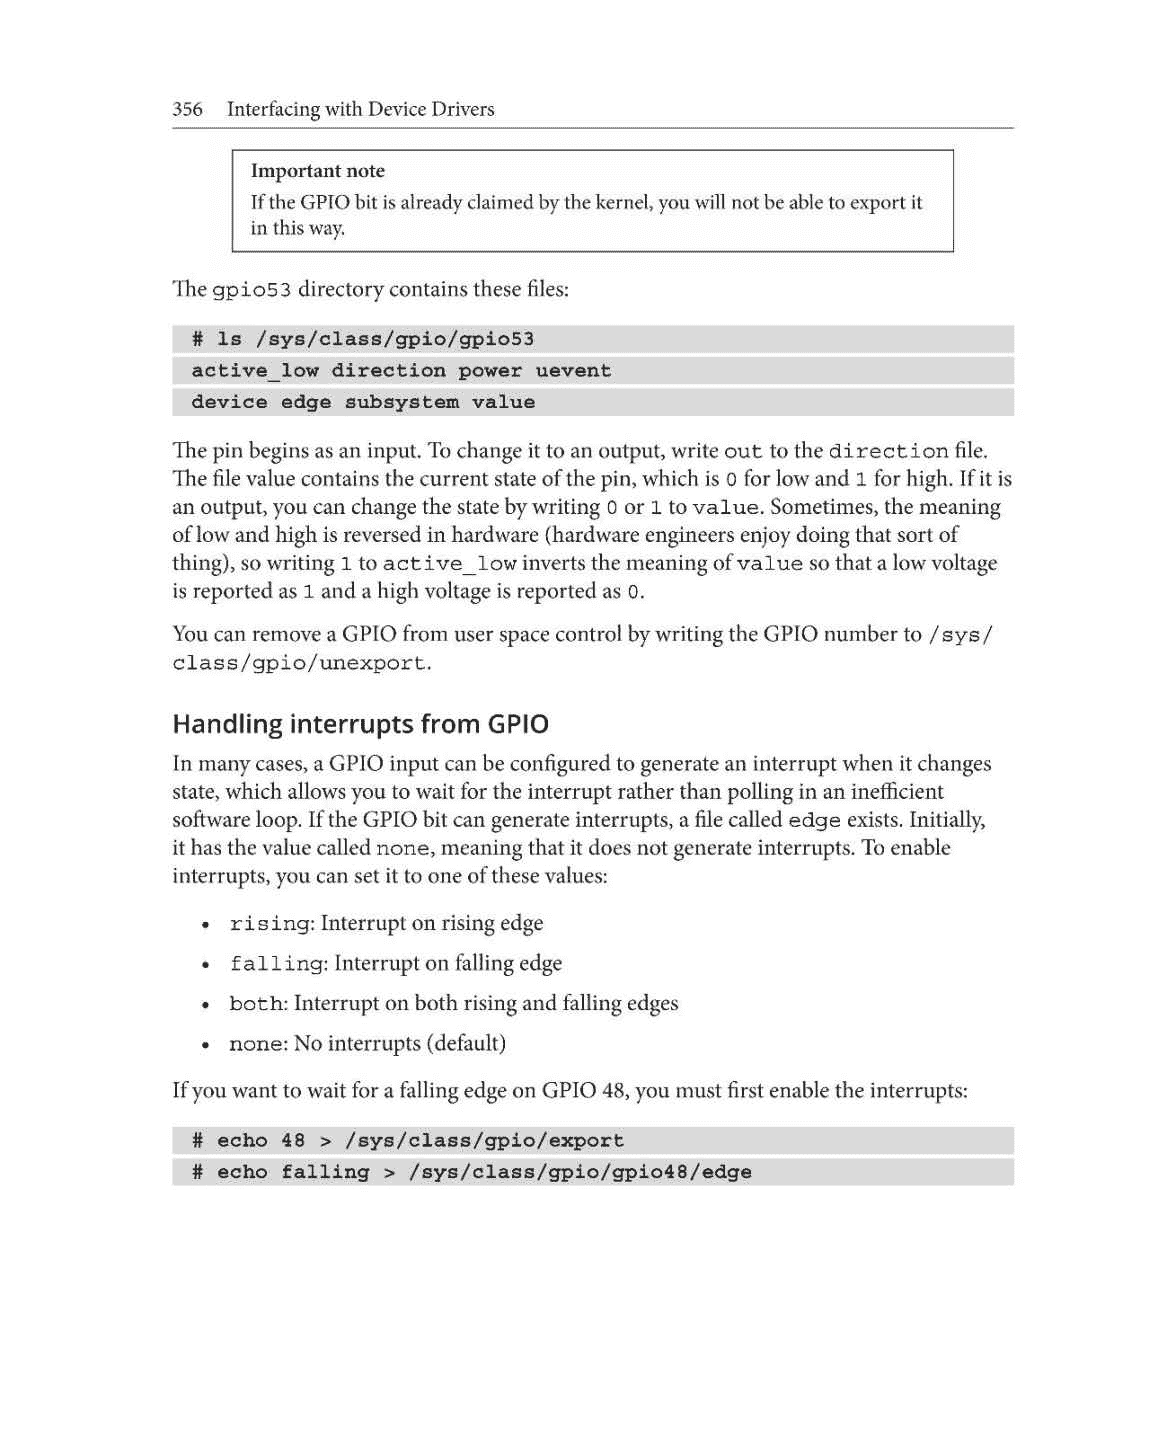 356 Interfacing with Device Drivers
Important note
If the GPIO bit is already claimed by the kernel, you will not be able to export it
in this way.
The gpio53 directory contains these files:
# ls /sys/class/gpio/gpio53
active_low direction power uevent
device edge subsystem value
The pin begins as an input. To change it to an output, write out to the direction file.
The file value contains the current state of the pin, which is 0 for low and 1 for high. If it is
an output, you can change the state by writing 0 or 1 to value. Sometimes, the meaning
of low and high is reversed in hardware (hardware engineers enjoy doing that sort of
thing), so writing 1 to active_low inverts the meaning of value so that a low voltage
is reported as 1 and a high voltage is reported as 0.
You can remove a GPIO from user space control by writing the GPIO number to /sys/
class/gpio/unexport.
Handling interrupts from GPIO
In many cases, a GPIO input can be configured to generate an interrupt when it changes
state, which allows you to wait for the interrupt rather than polling in an inefficient
software loop. If the GPIO bit can generate interrupts, a file called edge exists. Initially,
it has the value called none, meaning that it does not generate interrupts. To enable
interrupts, you can set it to one of these values:
• rising: Interrupt on rising edge
• falling: Interrupt on falling edge
• both: Interrupt on both rising and falling edges
• none: No interrupts (default)
If you want to wait for a falling edge on GPIO 48, you must first enable the interrupts:
# echo 48 > /sys/class/gpio/export
# echo falling > /sys/class/gpio/gpio48/edge